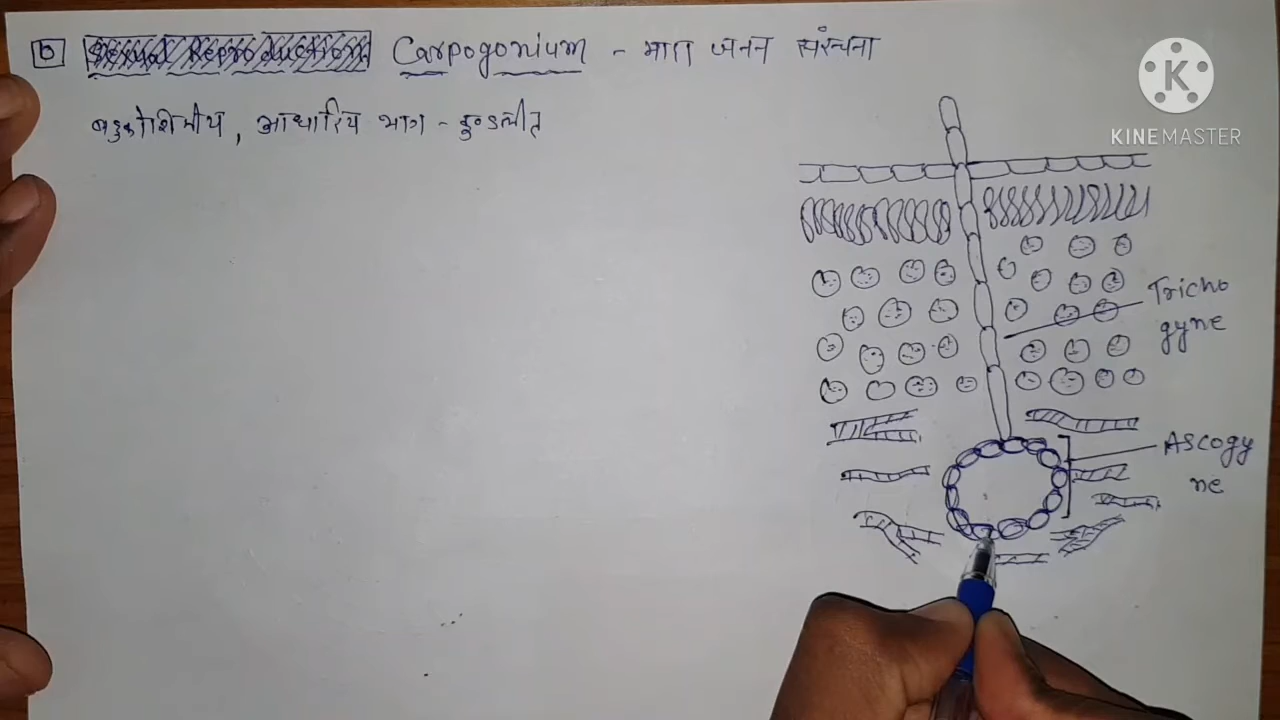 b Sexual Reproduction Carpogonium - मादा जनन संरचना
बहुकोशिकीय, आधारिय भाग - कुण्डलीत
K
KINEMASTER
Tricho
gyne
Ascogy
ne